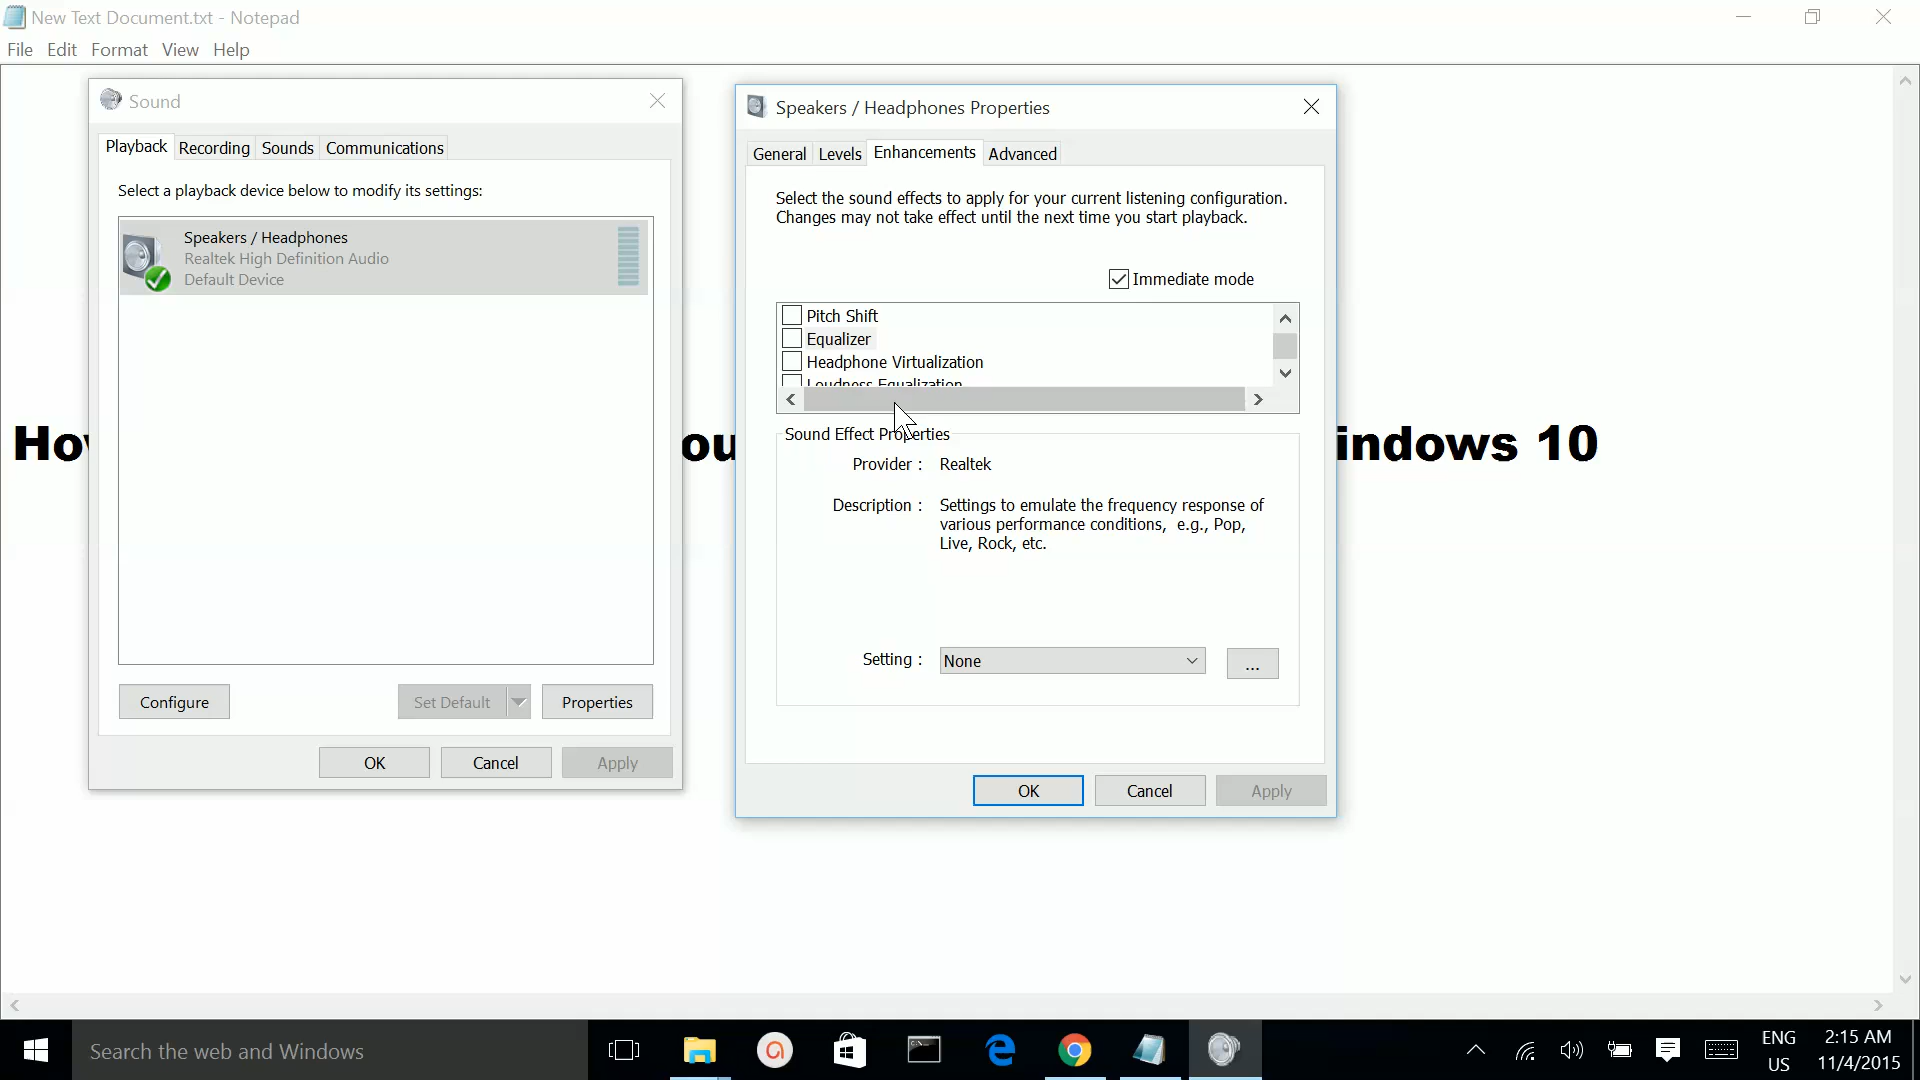 New Text Document.txt - Notepad
File Edit Format View Help
Sound
Playback Recording Sounds Communications
Select a playback device below to modify its settings:
Speakers / Headphones
Realtek High Definition Audio
Default Device
Configure Set Default Properties
OK Cancel Apply
Speakers / Headphones Properties
General Levels Enhancements Advanced
Select the sound effects to apply for your current listening configuration.
Changes may not take effect until the next time you start playback.
Immediate mode
Pitch Shift
Equalizer
Headphone Virtualization
Loudness Equalization
Sound Effect Properties
Provider : Realtek
Description : Settings to emulate the frequency response of
various performance conditions, e.g., Pop,
Live, Rock, etc.
Setting : None ...
OK Cancel Apply
indows 10
Search the web and Windows
ENG
US
2:15 AM
11/4/2015